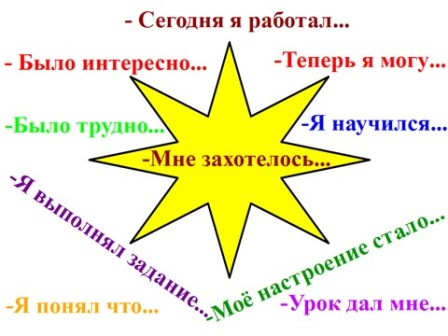 - Сегодня я работал...
- Было интересно...
-Теперь я могу...
-Было трудно...
-Я научился...
-Мне захотелось...
-Я выполнял задание...
-Моё настроение стало...
-Я понял что...
-Урок дал мне...